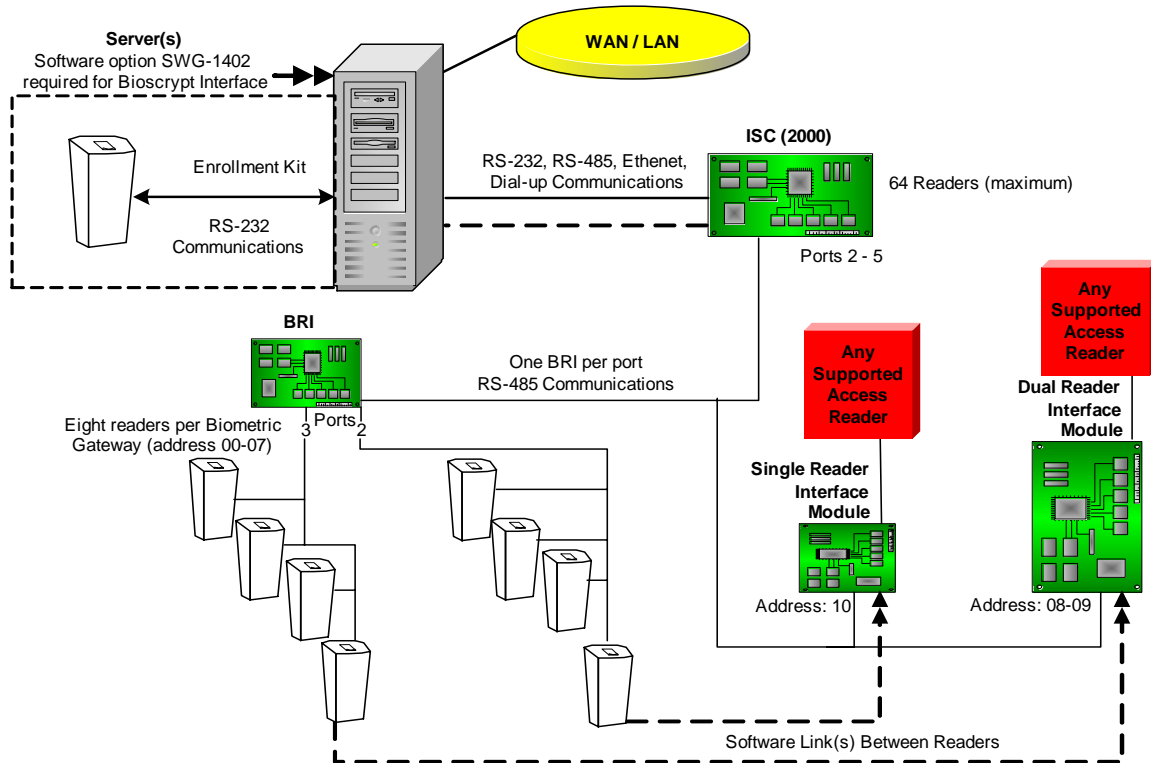 Server(s)
Software option SWG-1402
required for Bioscrypt Interface
WAN / LAN
Enrollment Kit
RS-232
Communications
RS-232, RS-485, Ethenet,
Dial-up Communications
ISC (2000)
64 Readers (maximum)
Ports 2 - 5
BRI
One BRI per port
RS-485 Communications
Ports
3
2
Eight readers per Biometric
Gateway (address 00-07)
Any
Supported
Access
Reader
Any
Supported
Access
Reader
Single Reader
Interface
Module
Dual Reader
Interface
Module
Address: 10
Address: 08-09
Software Link(s) Between Readers